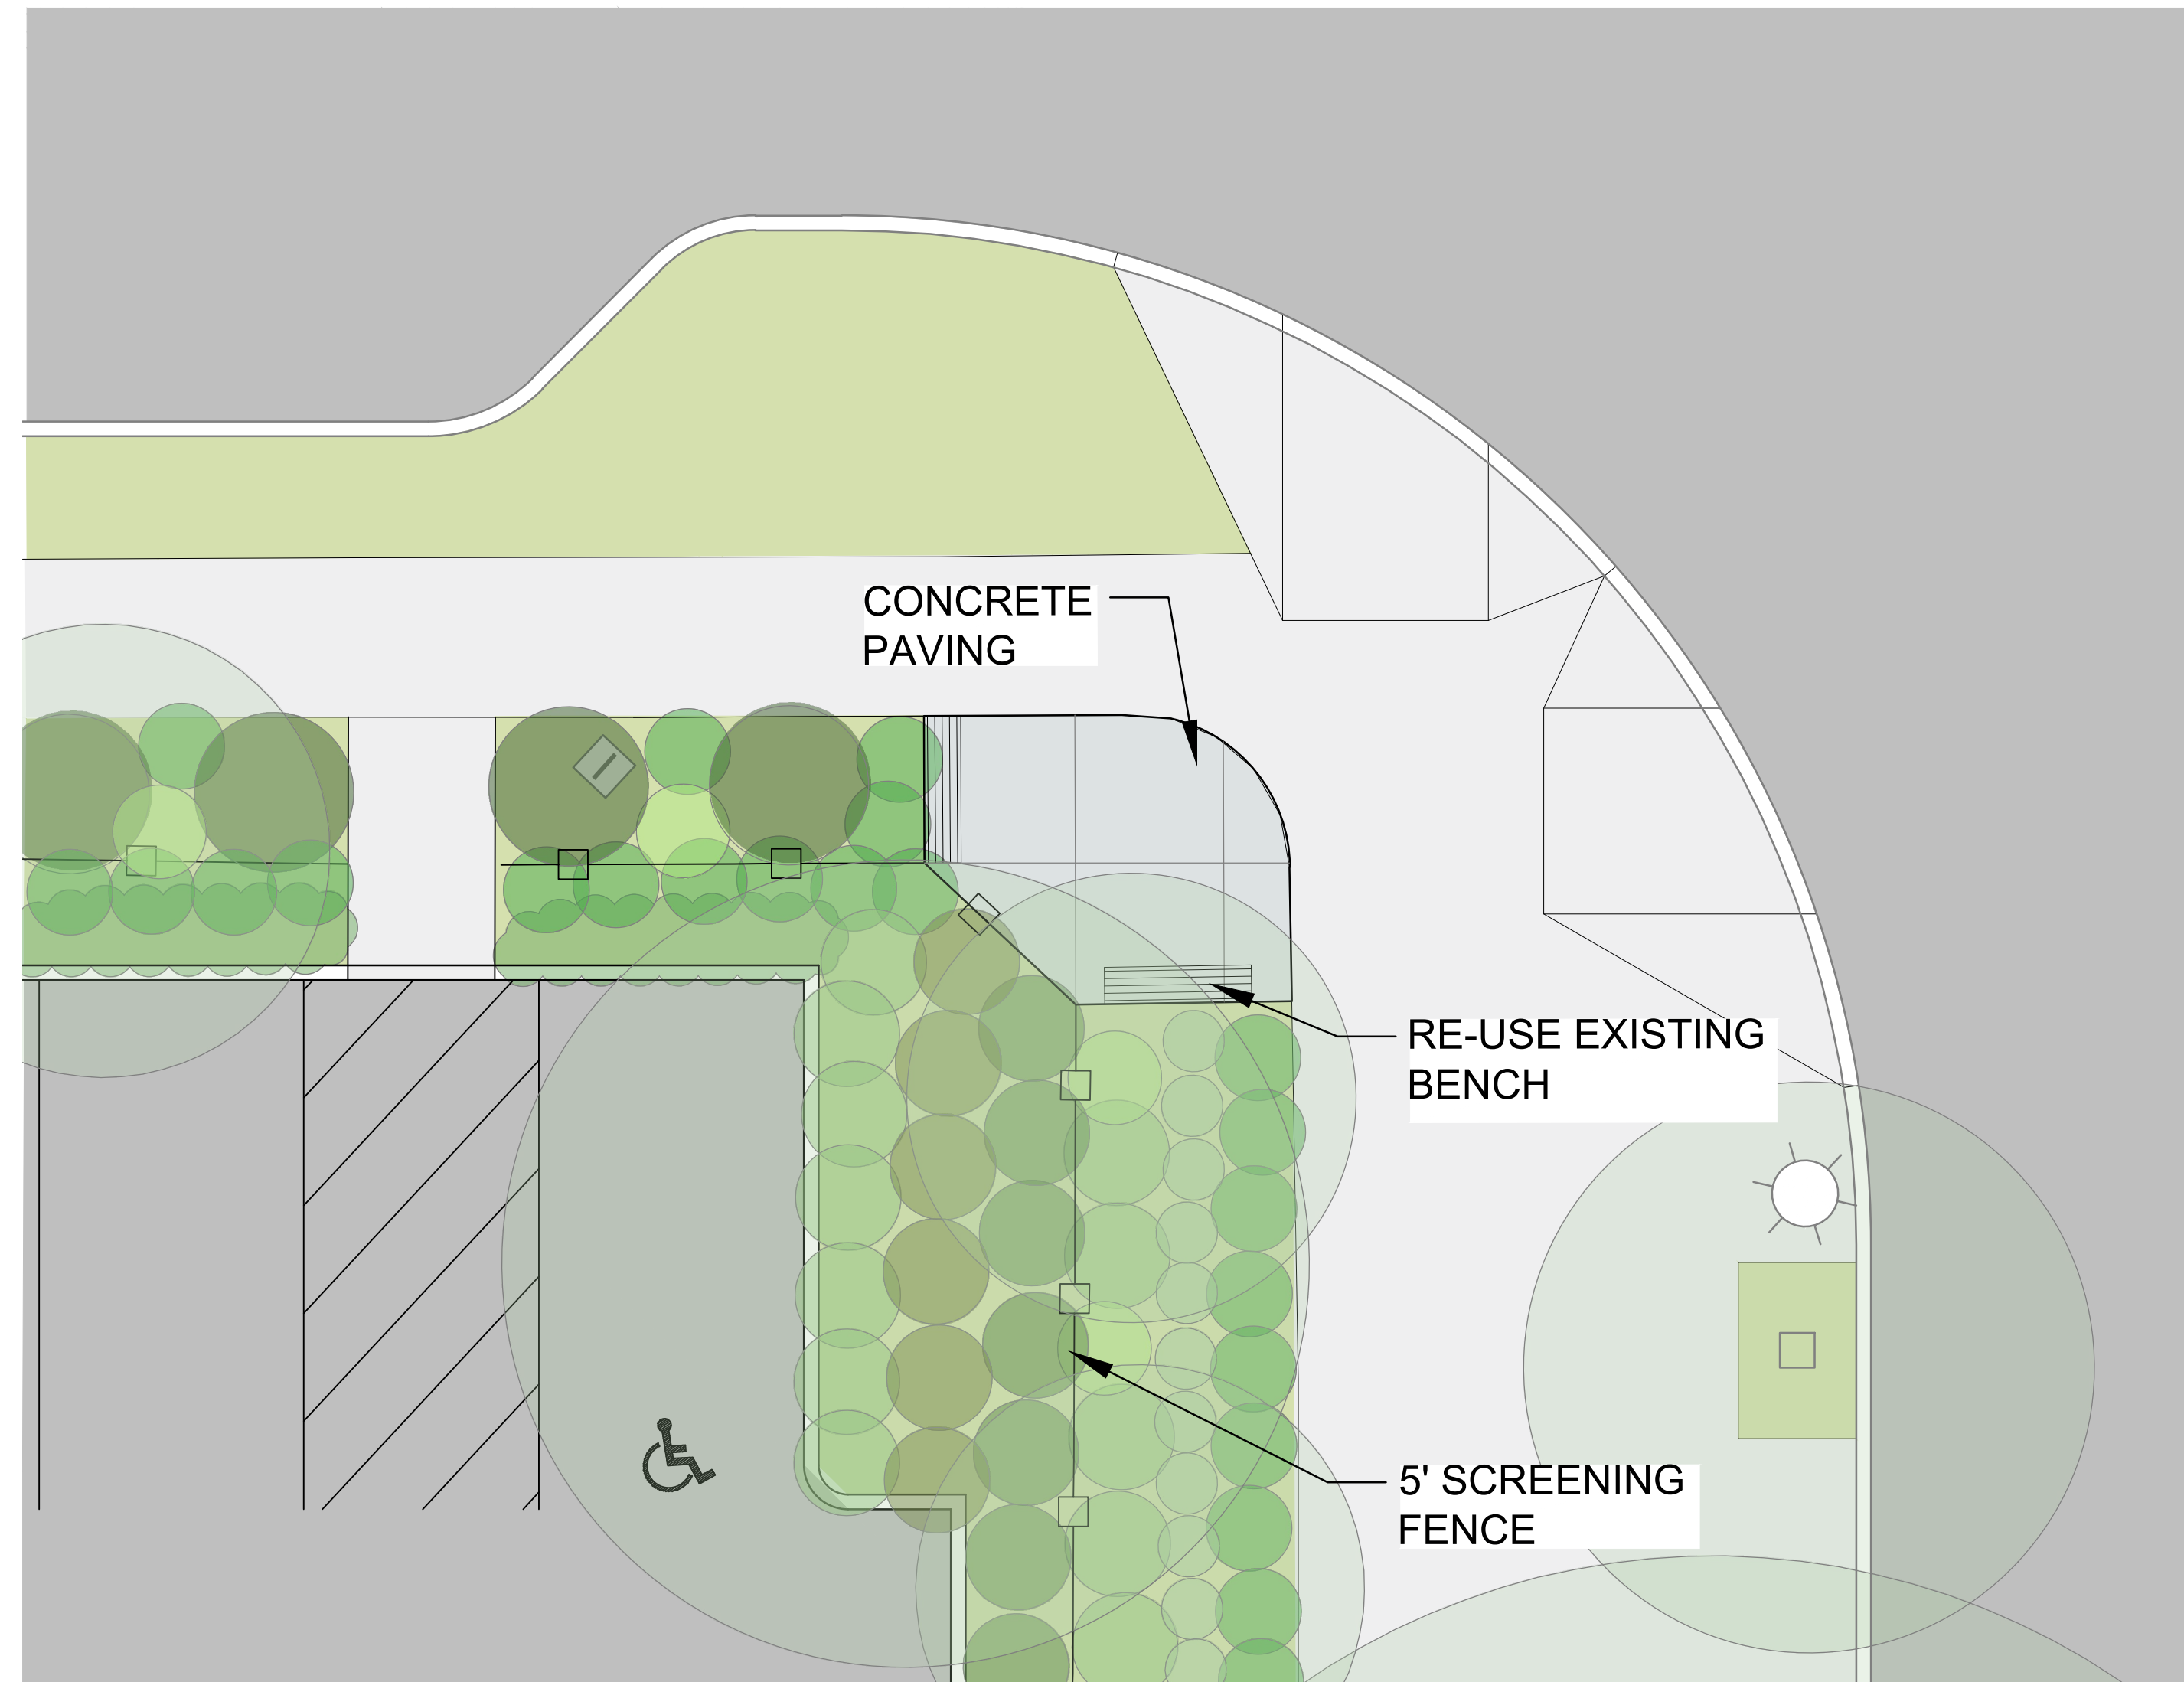 CONCRETE
PAVING
RE-USE EXISTING
BENCH
5' SCREENING
FENCE